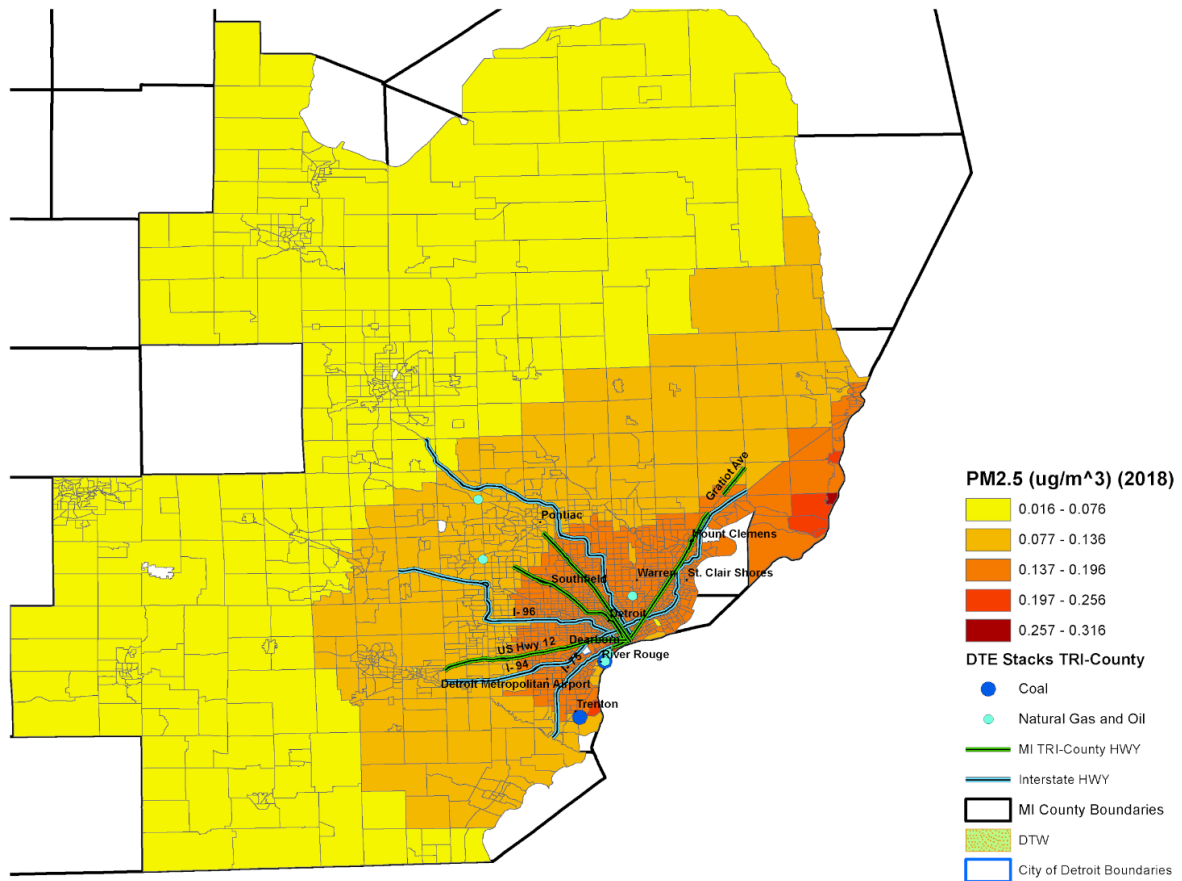 Gratiot Ave
Pontiac
Mount Clemens
Warren
St. Clair Shores
Southfield
I- 96
Detroit
Dearborn
US Hwy 12
River Rouge
I- 94
I- 75
Detroit Metropolitan Airport
Trenton
PM2.5 (ug/m^3) (2018)
0.016 - 0.076
0.077 - 0.136
0.137 - 0.196
0.197 - 0.256
0.257 - 0.316
DTE Stacks TRI-County
Coal
Natural Gas and Oil
MI TRI-County HWY
Interstate HWY
MI County Boundaries
DTW
City of Detroit Boundaries